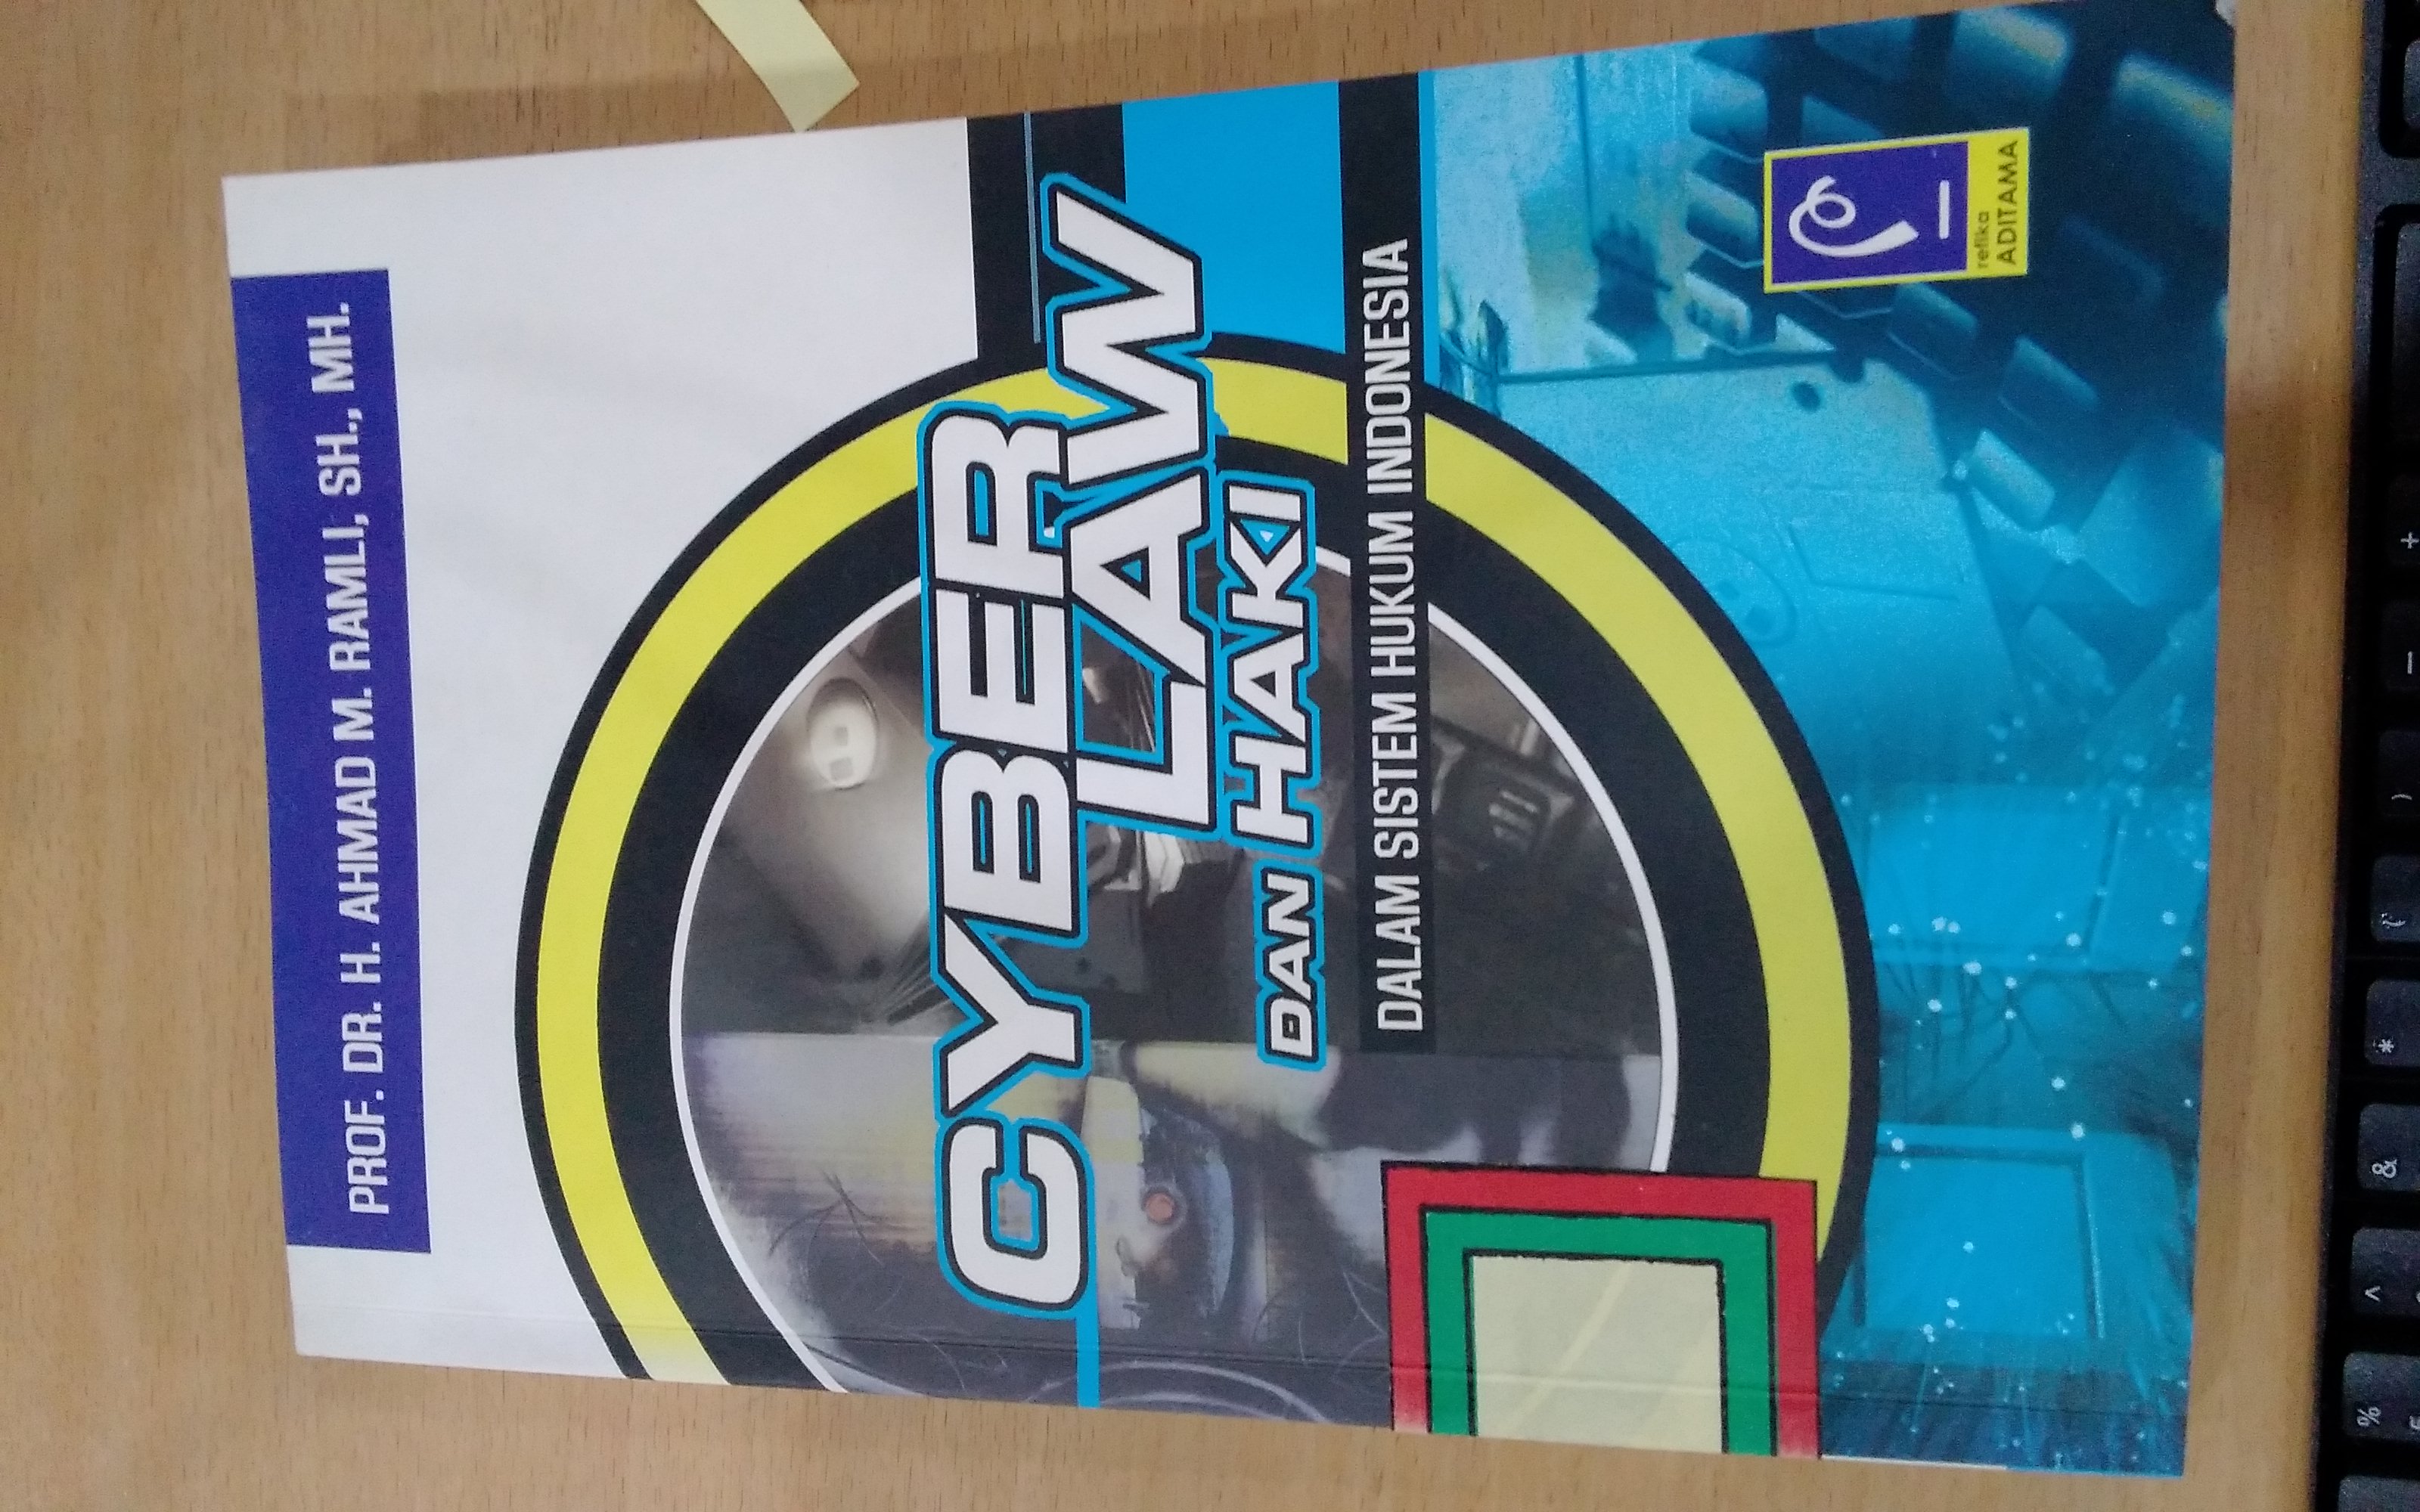 PROF. DR. H. AHMAD M. RAMLI, SH., MH.
CYBER
LAW
DAN HAKI
DALAM SISTEM HUKUM INDONESIA
refika
ADITAMA
+
-
)
(
*
&
^
%